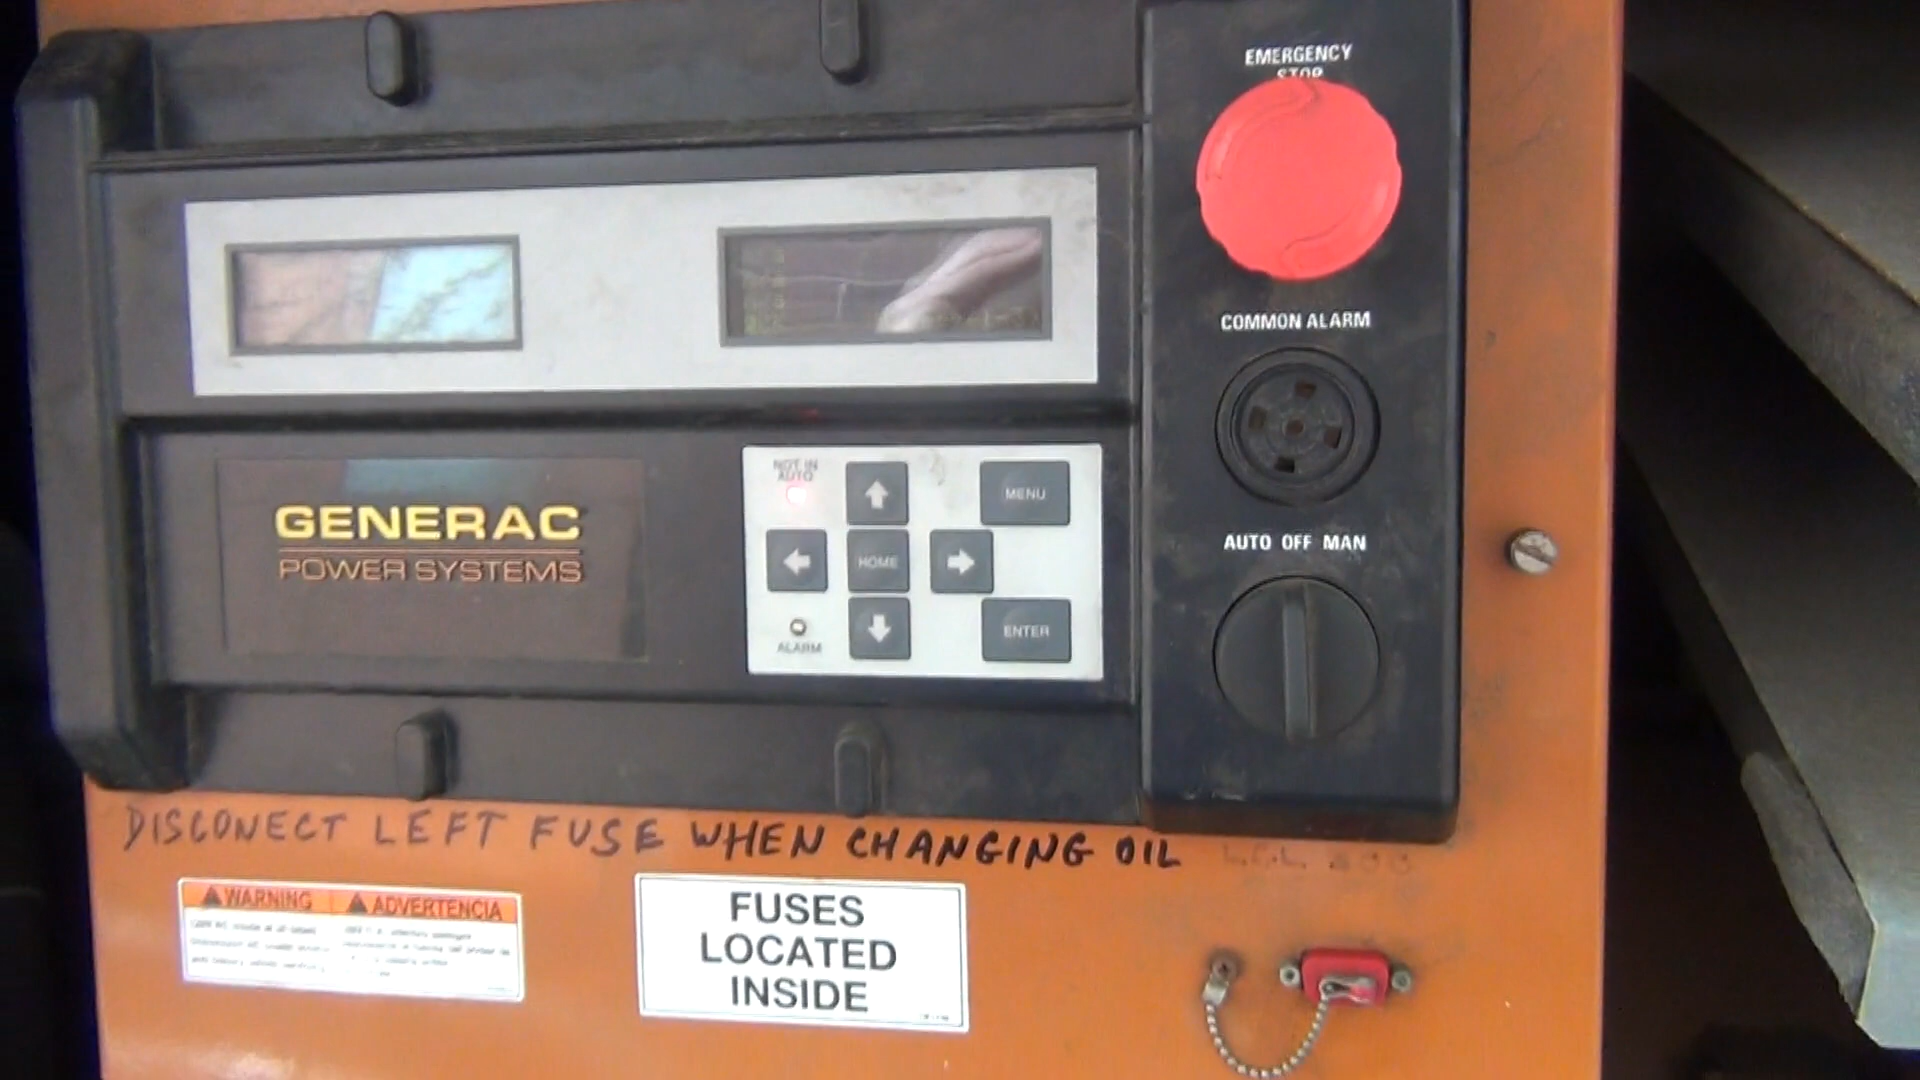 EMERGENCY
STOP
COMMON ALARM
NOT IN
AUTO
MENU
HOME
ENTER
ALARM
AUTO OFF MAN
GENERAC
POWER SYSTEMS
DISCONECT LEFT FUSE WHEN CHANGING OIL
WARNING ADVERTENCIA
FUSES
LOCATED
INSIDE